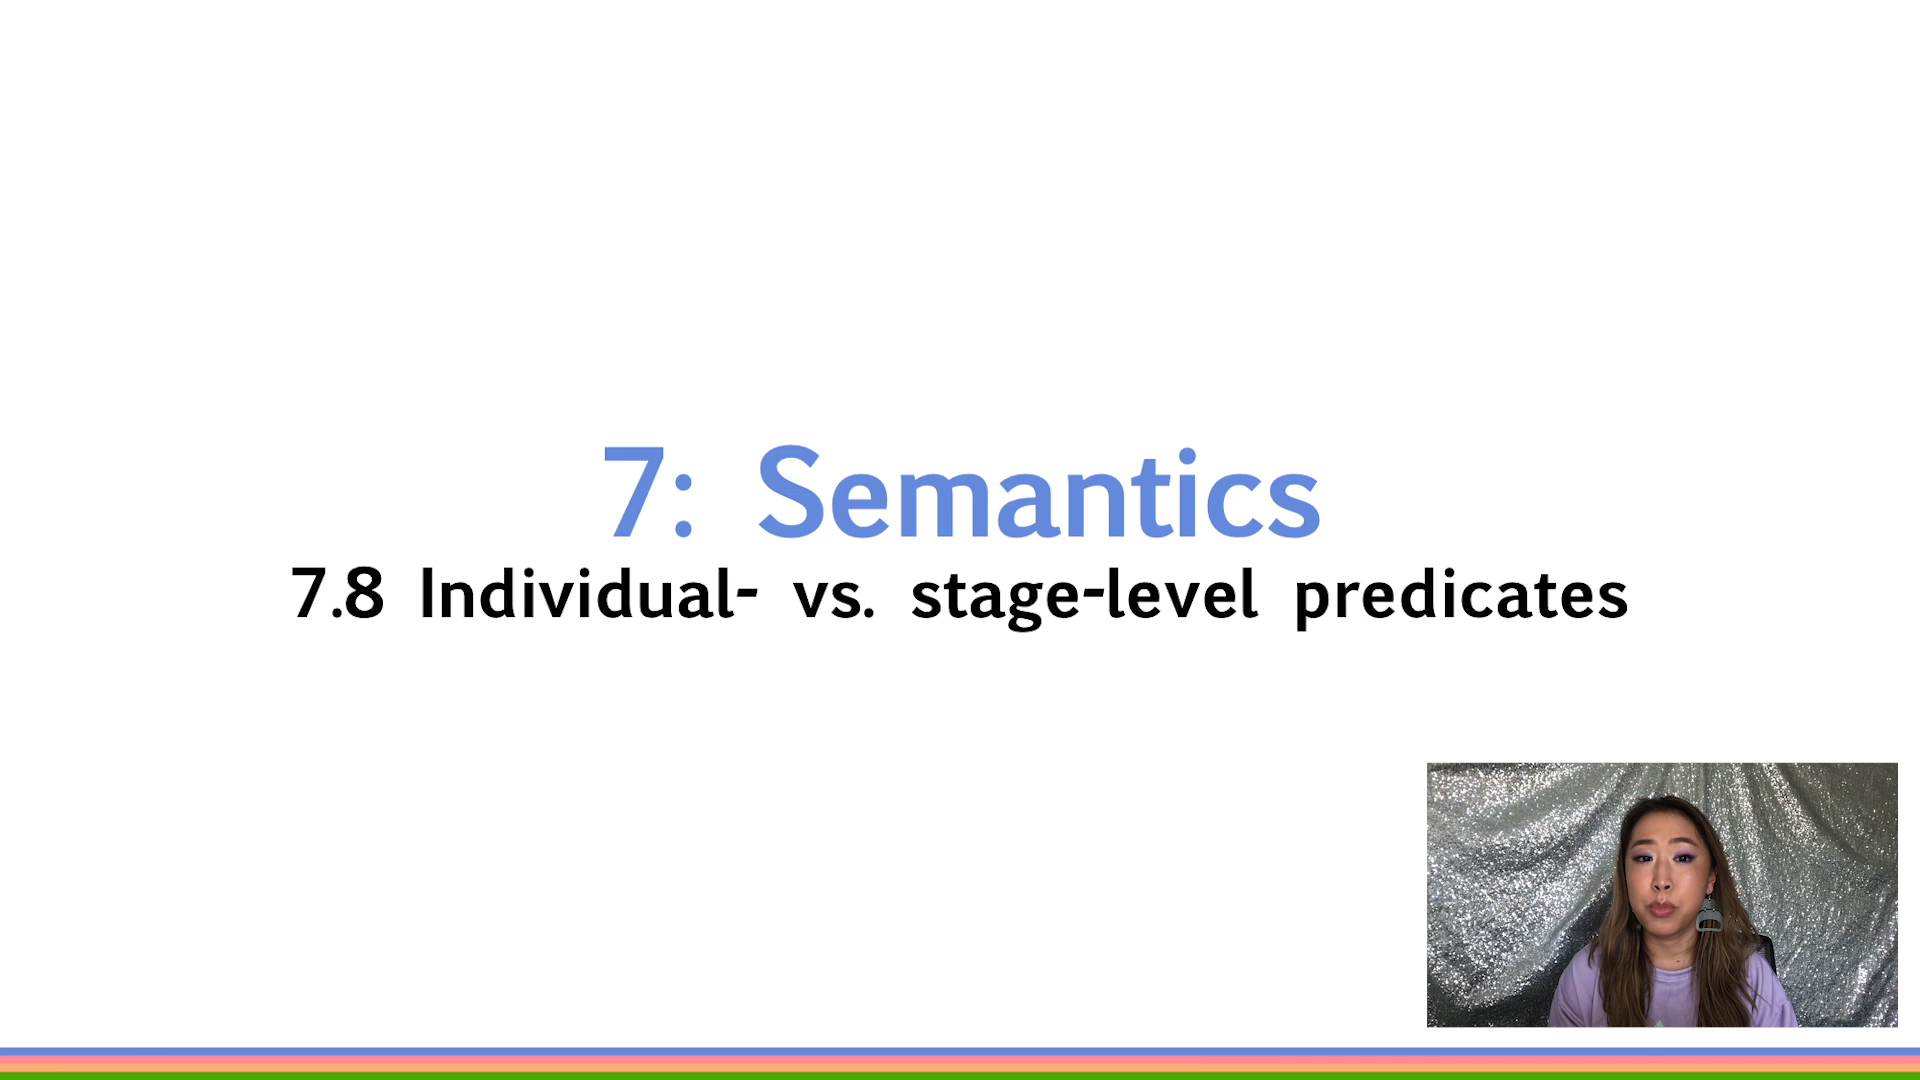 7: Semantics
7.8 Individual- vs. stage-level predicates